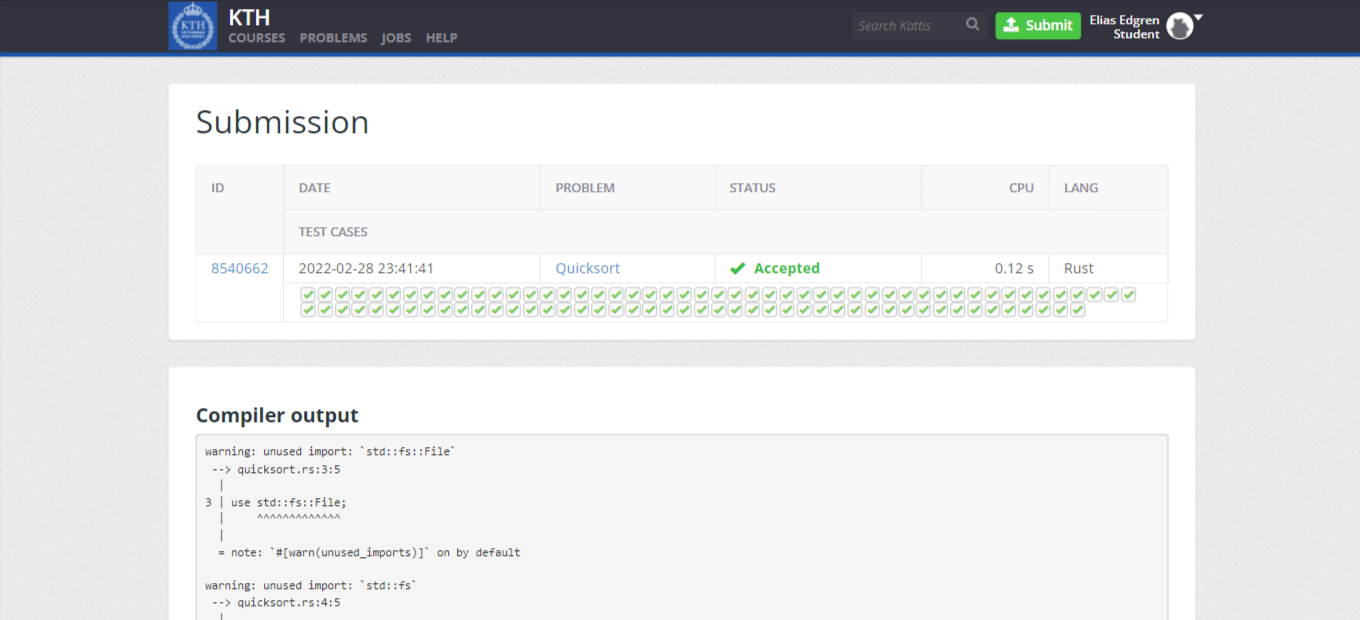 KTH
COURSES PROBLEMS JOBS HELP
Search Kattis
Submit
Elias Edgren
Student
KTH
Submission
ID DATE PROBLEM STATUS CPU LANG
TEST CASES
8540662 2022-02-28 23:41:41 Quicksort Accepted 0.12 s Rust
Compiler output
warning: unused import: `std::fs::File`
--> quicksort.rs:3:5
|
3 | use std::fs::File;
| ^^^^^^^^^^^^^
|
= note: `#[warn(unused_imports)]` on by default
warning: unused import: `std::fs`
--> quicksort.rs:4:5
|